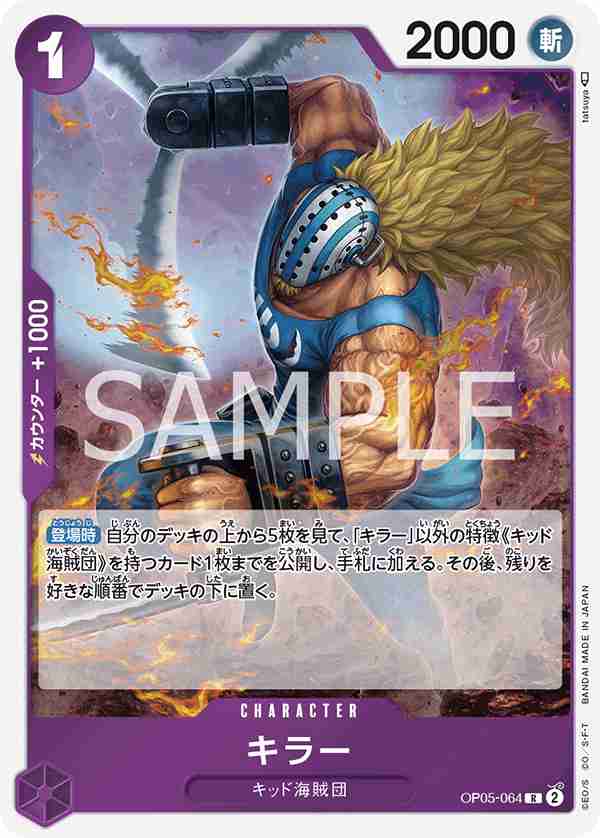 1
2000
斬
tatsuya
カウンター +1000
SAMPLE
登場時 自分のデッキの上から5枚を見て、「キラー」以外の特徴《キッド
海賊団》を持つカード1枚までを公開し、手札に加える。その後、残りを
好きな順番でデッキの下に置く。
CHARACTER
キラー
キッド海賊団
OP05-064 R 2
©E.O/S ©O/S・F・T BANDAI MADE IN JAPAN